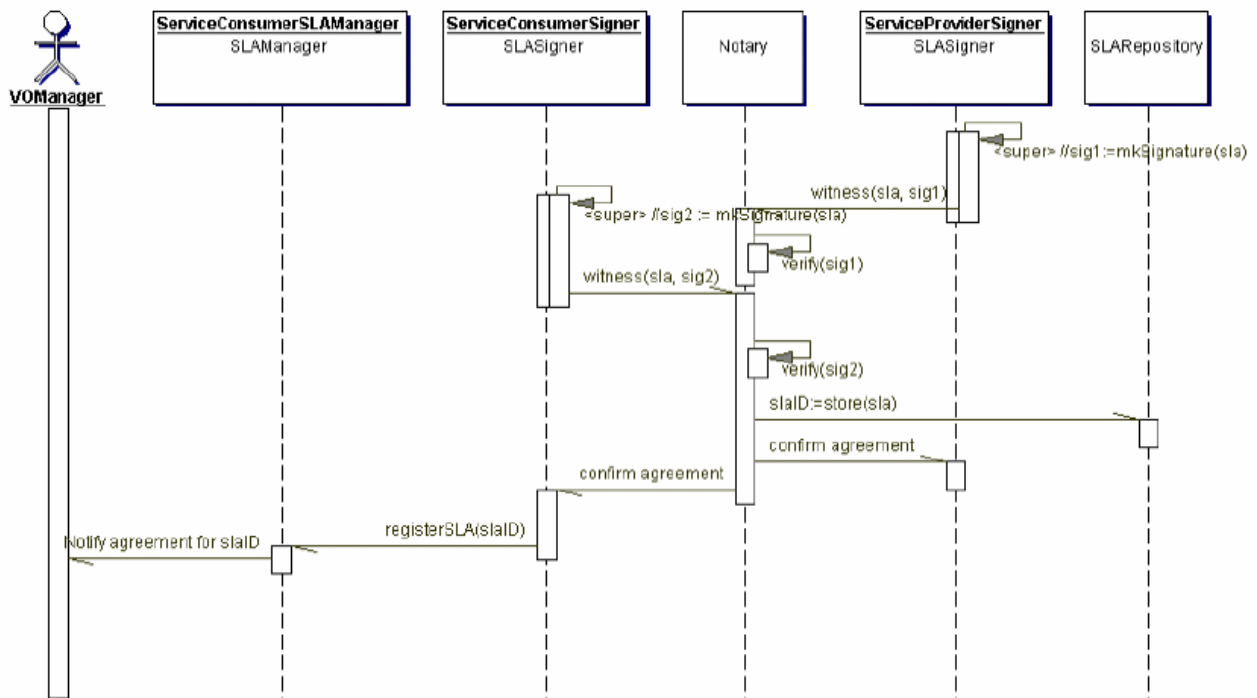 ServiceConsumerSLAManager
SLAManager
ServiceConsumerSigner
SLASigner
Notary
ServiceProviderSigner
SLASigner
SLARepository
VOManager
<super> //sig1:=mkSignature(sla)
witness(sla, sig1)
<super> //sig2 := mkSignature(sla)
verify(sig1)
witness(sla, sig2)
verify(sig2)
slaID:=store(sla)
confirm agreement
confirm agreement
registerSLA(slaID)
Notify agreement for slaID